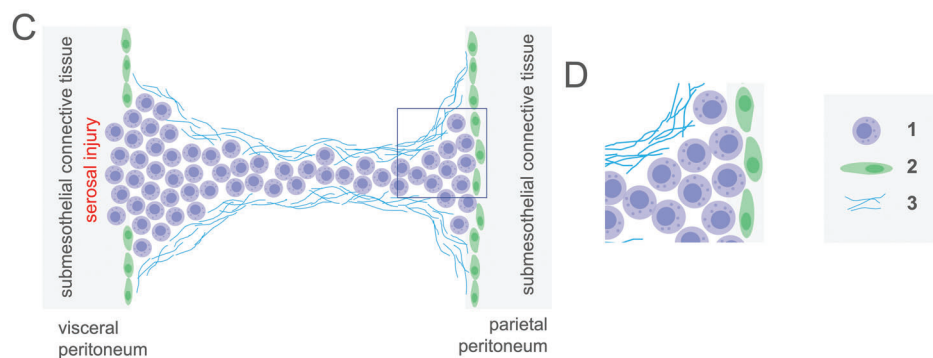 C
submesothelial connective tissue
serosal injury
submesothelial connective tissue
visceral
peritoneum
parietal
peritoneum
D
1
2
3